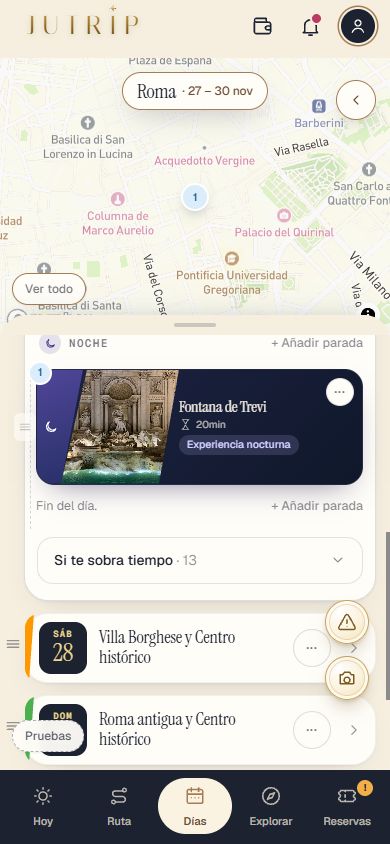 JUTRIP
Plaza de España
Roma · 27 – 30 nov
Barberini
Basilica di San
Lorenzo in Lucina
Via Rasella
Acquedotto Vergine
San Carlo a
Quattro Font
1
Columna de
Marco Aurelio
Palacio del Quirinal
Via del Corso
Pontificia Universidad
Gregoriana
Via Milano
Ver todo
Basilica di Santa
NOCHE
+ Añadir parada
1
Fontana de Trevi
20min
Experiencia nocturna
Fin del día.
+ Añadir parada
Si te sobra tiempo · 13
SÁB
28
Villa Borghese y Centro
histórico
DOM
Roma antigua y Centro
histórico
Pruebas
Hoy
Ruta
Días
Explorar
Reservas
!